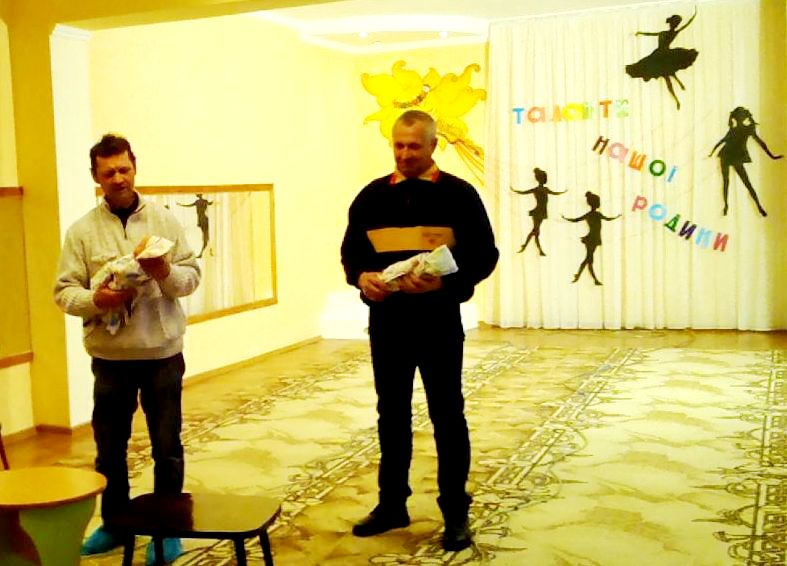 таланти
нашої
родини